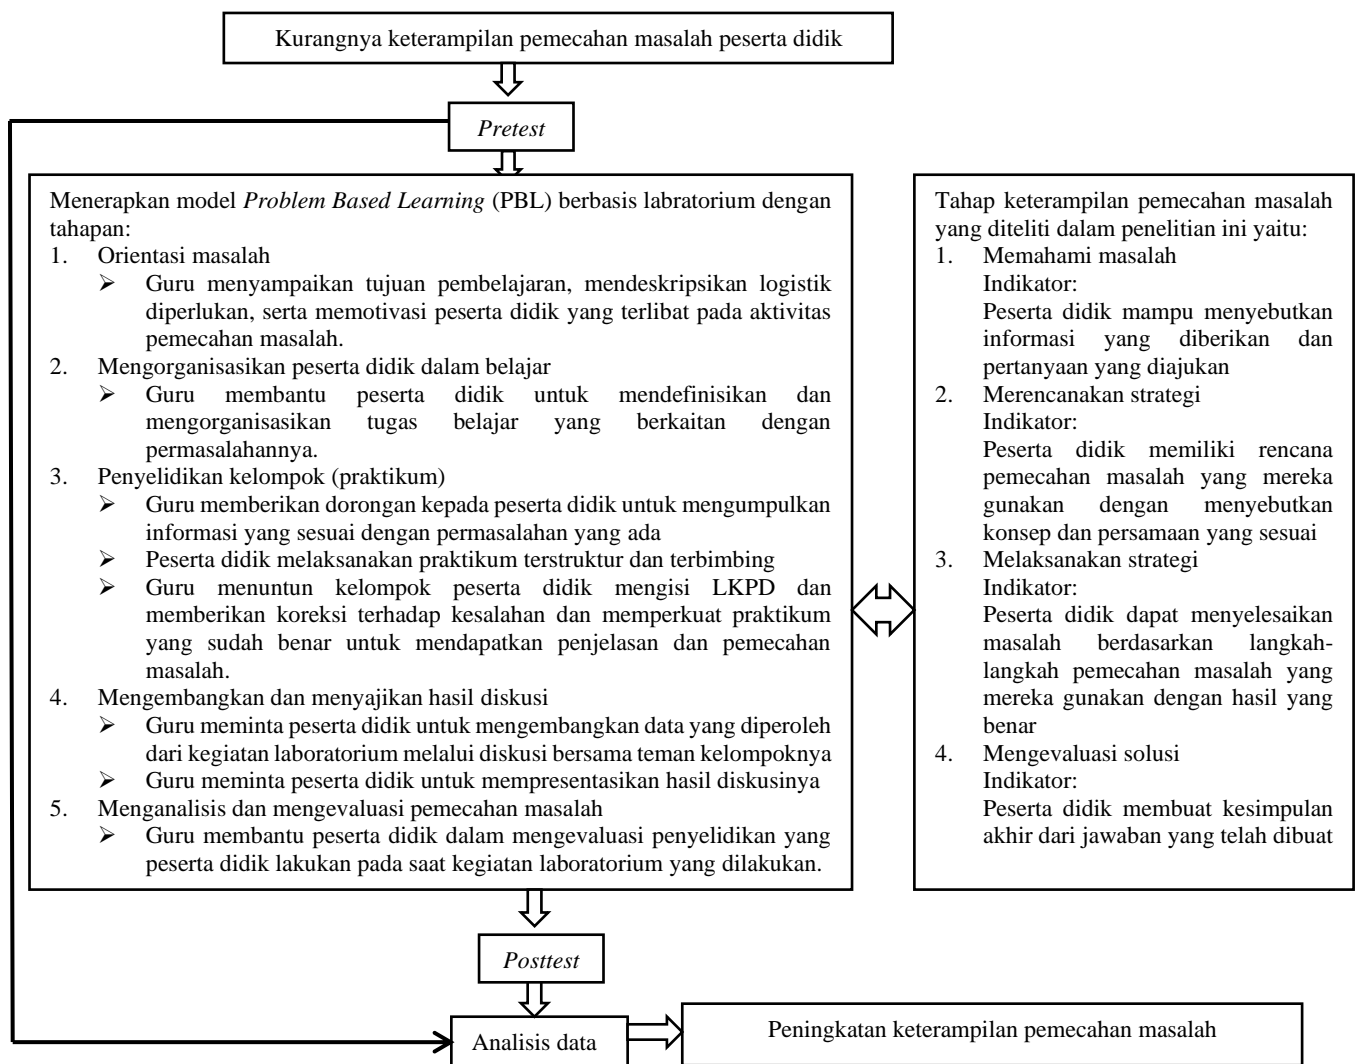 Kurangnya keterampilan pemecahan masalah peserta didik
Pretest
Menerapkan model Problem Based Learning (PBL) berbasis labratorium dengan
tahapan:
1. Orientasi masalah
➢ Guru menyampaikan tujuan pembelajaran, mendeskripsikan logistik
diperlukan, serta memotivasi peserta didik yang terlibat pada aktivitas
pemecahan masalah.
2. Mengorganisasikan peserta didik dalam belajar
➢ Guru membantu peserta didik untuk mendefinisikan dan
mengorganisasikan tugas belajar yang berkaitan dengan
permasalahannya.
3. Penyelidikan kelompok (praktikum)
➢ Guru memberikan dorongan kepada peserta didik untuk mengumpulkan
informasi yang sesuai dengan permasalahan yang ada
➢ Peserta didik melaksanakan praktikum terstruktur dan terbimbing
➢ Guru menuntun kelompok peserta didik mengisi LKPD dan
memberikan koreksi terhadap kesalahan dan memperkuat praktikum
yang sudah benar untuk mendapatkan penjelasan dan pemecahan
masalah.
4. Mengembangkan dan menyajikan hasil diskusi
➢ Guru meminta peserta didik untuk mengembangkan data yang diperoleh
dari kegiatan laboratorium melalui diskusi bersama teman kelompoknya
➢ Guru meminta peserta didik untuk mempresentasikan hasil diskusinya
5. Menganalisis dan mengevaluasi pemecahan masalah
➢ Guru membantu peserta didik dalam mengevaluasi penyelidikan yang
peserta didik lakukan pada saat kegiatan laboratorium yang dilakukan.
Tahap keterampilan pemecahan masalah
yang diteliti dalam penelitian ini yaitu:
1. Memahami masalah
Indikator:
Peserta didik mampu menyebutkan
informasi yang diberikan dan
pertanyaan yang diajukan
2. Merencanakan strategi
Indikator:
Peserta didik memiliki rencana
pemecahan masalah yang mereka
gunakan dengan menyebutkan
konsep dan persamaan yang sesuai
3. Melaksanakan strategi
Indikator:
Peserta didik dapat menyelesaikan
masalah berdasarkan langkah-
langkah pemecahan masalah yang
mereka gunakan dengan hasil yang
benar
4. Mengevaluasi solusi
Indikator:
Peserta didik membuat kesimpulan
akhir dari jawaban yang telah dibuat
Posttest
Analisis data
Peningkatan keterampilan pemecahan masalah